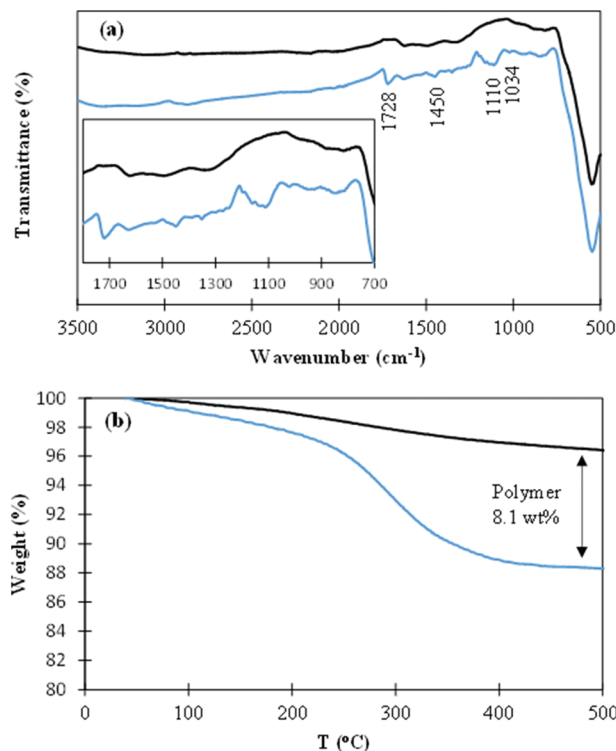 (a)
Transmittance (%)
1728
1450
1110
1034
1700 1500 1300 1100 900 700
3500 3000 2500 2000 1500 1000 500
Wavenumber (cm⁻¹)
(b)
Weight (%)
100
98
96
94
92
90
88
86
84
82
80
Polymer
8.1 wt%
0 100 200 300 400 500
T (°C)